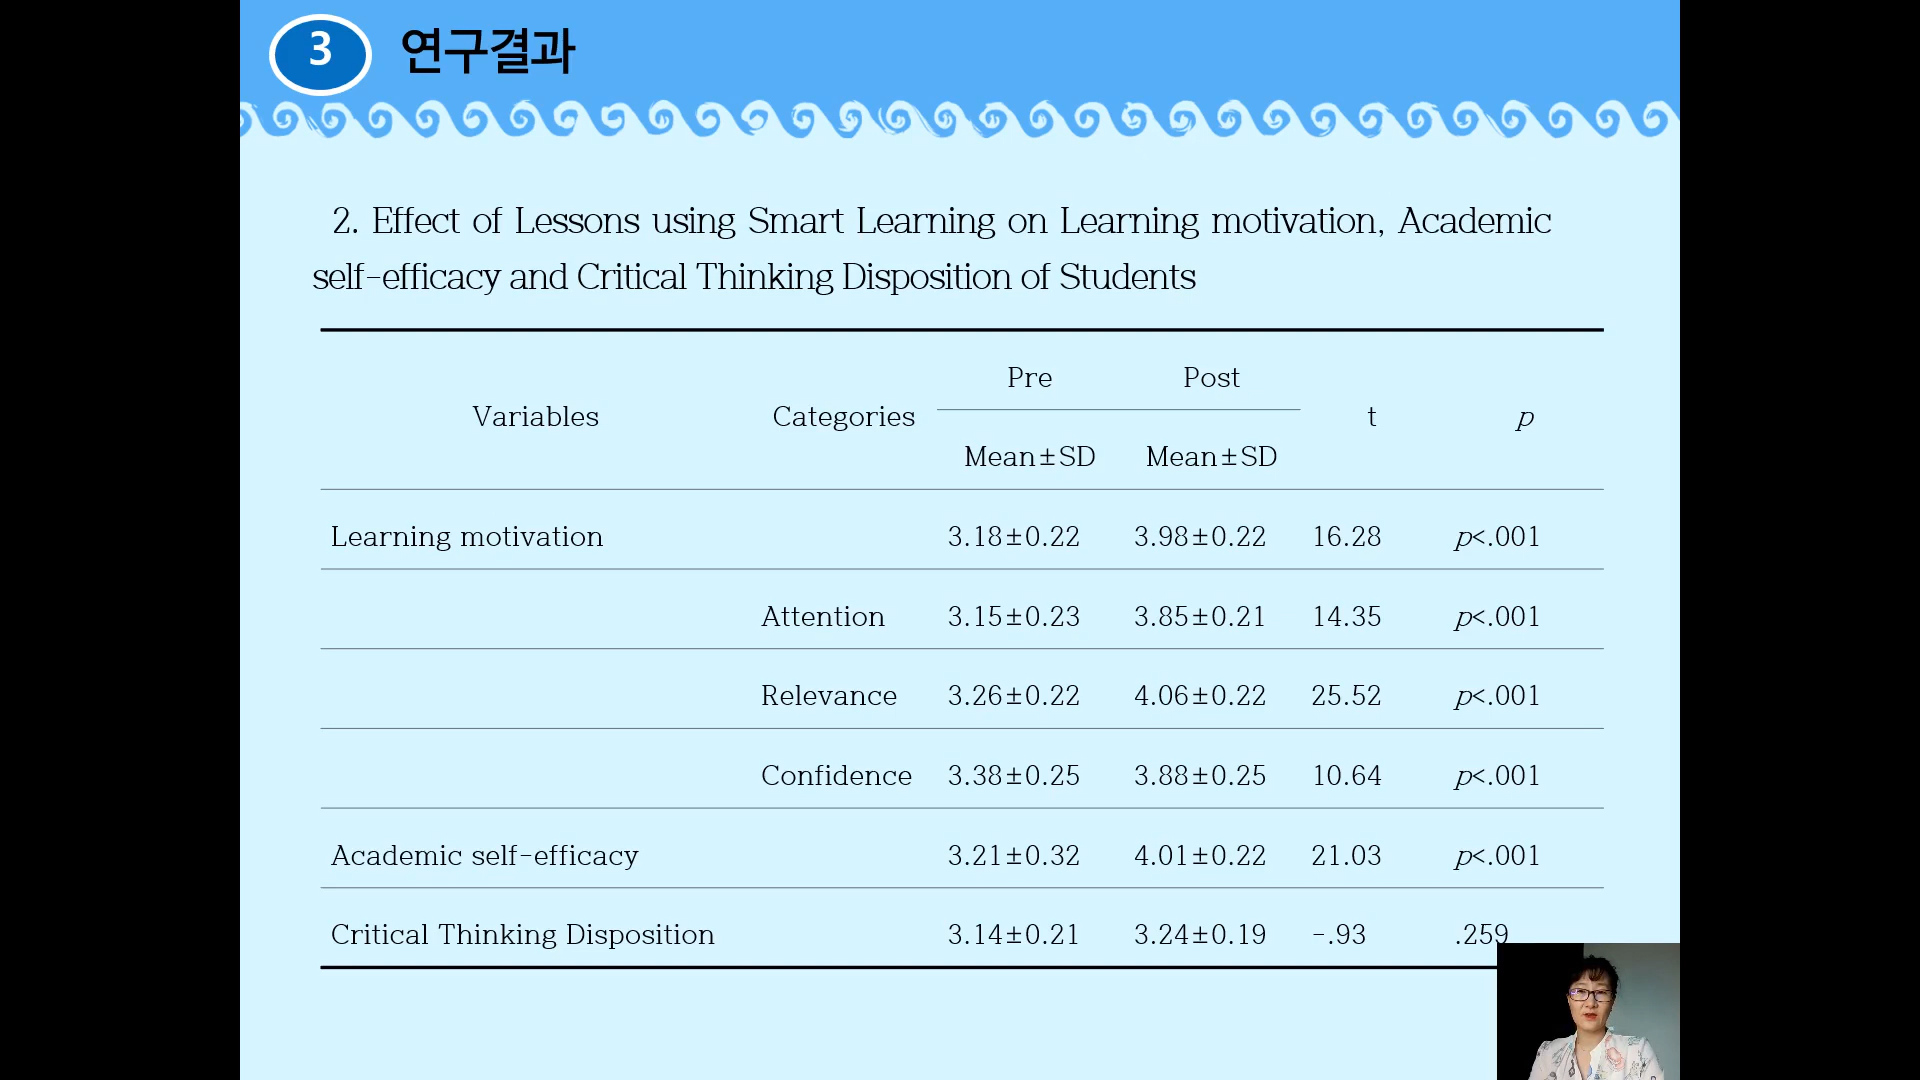 3 연구결과
2. Effect of Lessons using Smart Learning on Learning motivation, Academic
self-efficacy and Critical Thinking Disposition of Students
Variables Categories Pre Post t p
Mean±SD Mean±SD
Learning motivation 3.18±0.22 3.98±0.22 16.28 p<.001
Attention 3.15±0.23 3.85±0.21 14.35 p<.001
Relevance 3.26±0.22 4.06±0.22 25.52 p<.001
Confidence 3.38±0.25 3.88±0.25 10.64 p<.001
Academic self-efficacy 3.21±0.32 4.01±0.22 21.03 p<.001
Critical Thinking Disposition 3.14±0.21 3.24±0.19 -.93 .259